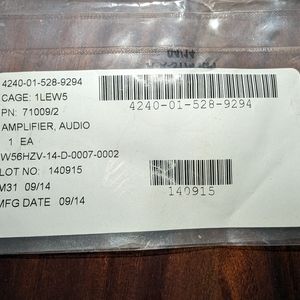 4240-01-528-9294
CAGE: 1LEW5
PN: 71009/2
AMPLIFIER, AUDIO
1 EA
W56HZV-14-D-0007-0002
LOT NO: 140915
M31 09/14
MFG DATE 09/14
4240-01-528-9294
140915